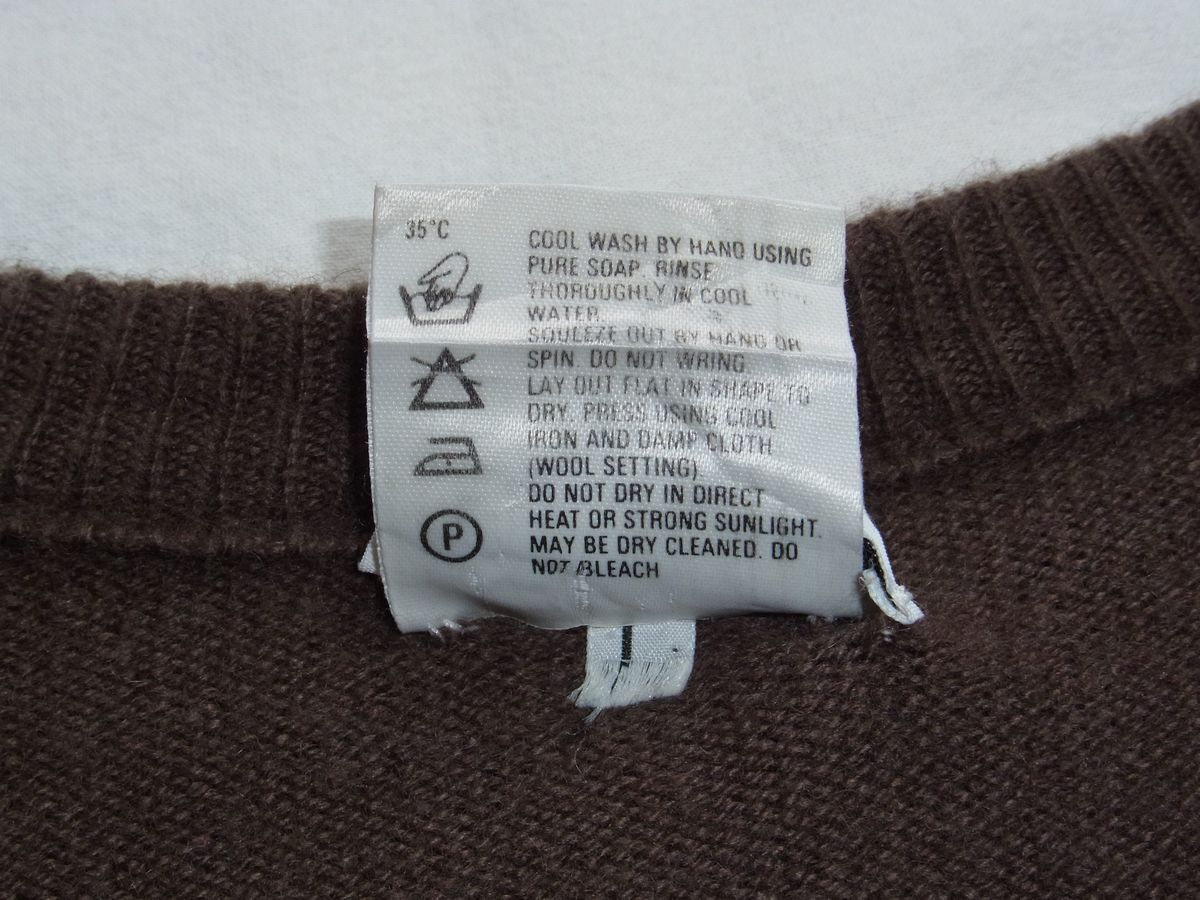 35°C
COOL WASH BY HAND USING
PURE SOAP. RINSE
THOROUGHLY IN COOL
WATER.
SQUEEZE OUT BY HAND OR
SPIN. DO NOT WRING.
LAY OUT FLAT IN SHAPE TO
DRY. PRESS USING COOL
IRON AND DAMP CLOTH
(WOOL SETTING)
DO NOT DRY IN DIRECT
HEAT OR STRONG SUNLIGHT.
MAY BE DRY CLEANED. DO
NOT BLEACH
P